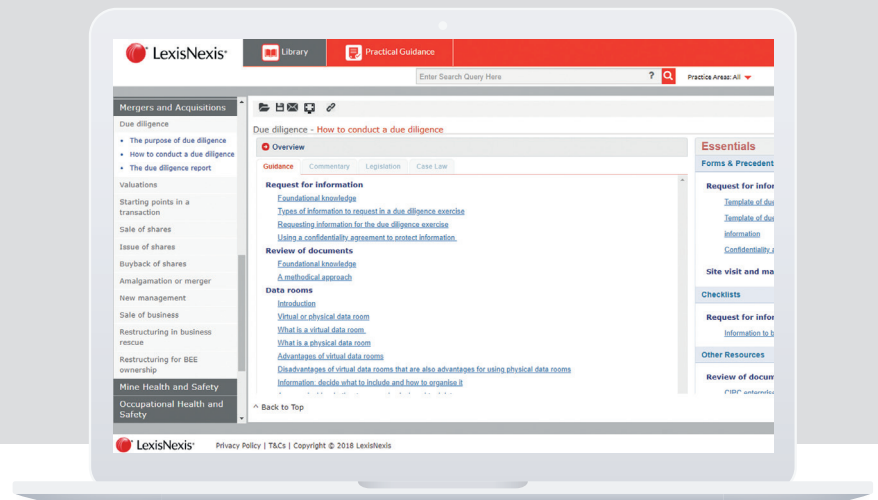 LexisNexis®
Library
Practical Guidance
Enter Search Query Here
?
Practice Areas: All
Mergers and Acquisitions
Due diligence
• The purpose of due diligence
• How to conduct a due diligence
• The due diligence report
Valuations
Starting points in a
transaction
Sale of shares
Issue of shares
Buyback of shares
Amalgamation or merger
New management
Sale of business
Restructuring in business
rescue
Restructuring for BEE
ownership
Mine Health and Safety
Occupational Health and
Safety
Due diligence - How to conduct a due diligence
Overview
Guidance Commentary Legislation Case Law
Request for information
Foundational knowledge
Types of information to request in a due diligence exercise
Requesting information for the due diligence exercise
Using a confidentiality agreement to protect information
Review of documents
Foundational knowledge
A methodical approach
Data rooms
Introduction
Virtual or physical data room
What is a virtual data room
What is a physical data room
Advantages of virtual data rooms
Disadvantages of virtual data rooms that are also advantages for using physical data rooms
Information: decide what to include and how to organise it
^ Back to Top
Essentials
Forms & Precedent
Request for infor
Template of due
Template of due
information
Confidentiality a
Site visit and ma
Checklists
Request for infor
Information to b
Other Resources
Review of docum
CIPC enterprise
LexisNexis®
Privacy Policy | T&Cs | Copyright © 2018 LexisNexis